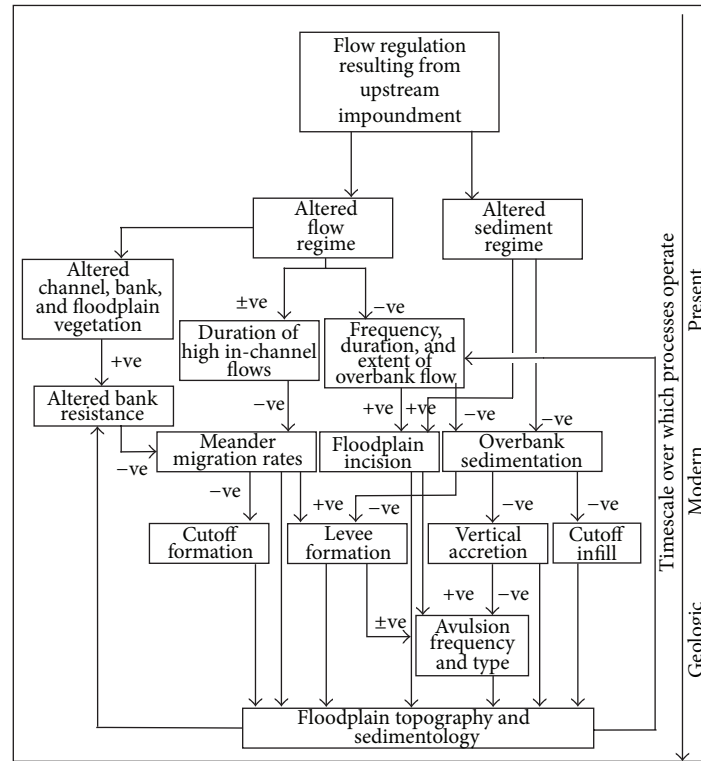 Flow regulation
resulting from
upstream
impoundment
Altered
flow
regime
Altered
sediment
regime
Altered
channel, bank,
and floodplain
vegetation
±ve
−ve
Duration of
high in-channel
flows
Frequency,
duration, and
extent of
overbank flow
+ve
Altered bank
resistance
−ve
+ve
+ve
−ve
−ve
−ve
Meander
migration rates
Floodplain
incision
Overbank
sedimentation
−ve
+ve
−ve
−ve
−ve
Cutoff
formation
Levee
formation
Vertical
accretion
Cutoff
infill
±ve
+ve
−ve
Avulsion
frequency
and type
Floodplain topography and
sedimentology
Timescale over which processes operate
Present
Modern
Geologic